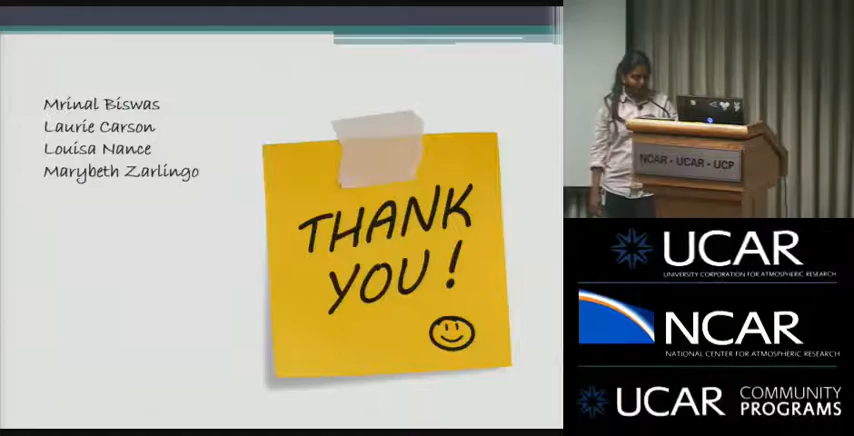 Mrinal Biswas
Laurie Carson
Louisa Nance
Marybeth Zarlingo
THANK
YOU!
NCAR • UCAR • UCP
UCAR
UNIVERSITY CORPORATION FOR ATMOSPHERIC RESEARCH
NCAR
NATIONAL CENTER FOR ATMOSPHERIC RESEARCH
UCAR COMMUNITY
PROGRAMS